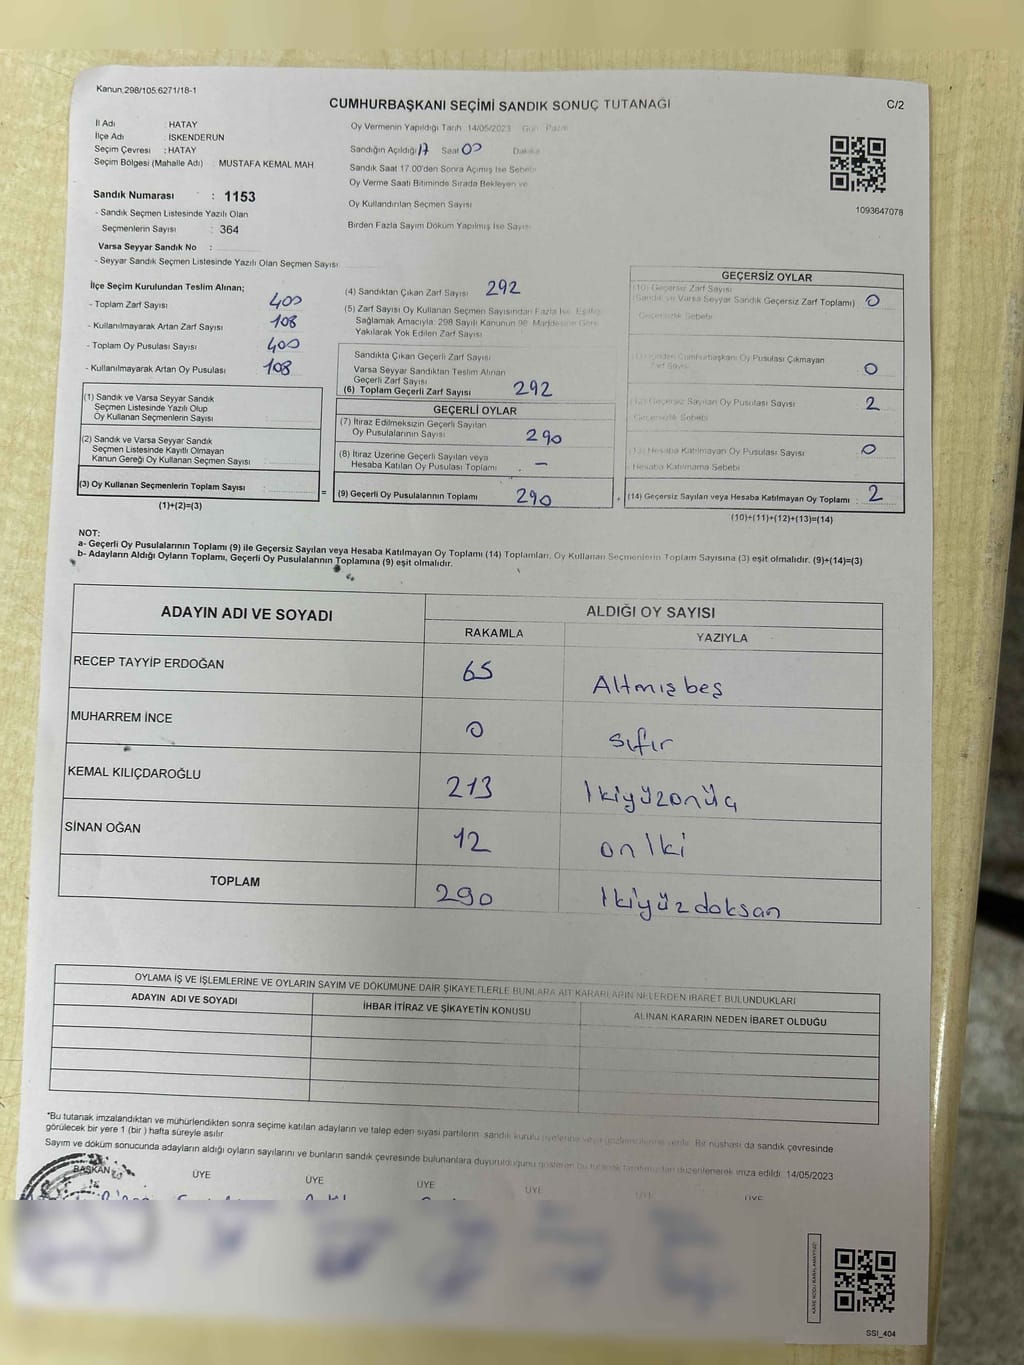 Kanun.298/105.6271/18-1
CUMHURBAŞKANI SEÇİMİ SANDIK SONUÇ TUTANAĞI
C/2
İl Adı : HATAY
İlçe Adı : İSKENDERUN
Seçim Çevresi : HATAY
Seçim Bölgesi (Mahalle Adı) : MUSTAFA KEMAL MAH
Sandık Numarası : 1153
- Sandık Seçmen Listesinde Yazılı Olan
Seçmenlerin Sayısı : 364
Varsa Seyyar Sandık No :
- Seyyar Sandık Seçmen Listesinde Yazılı Olan Seçmen Sayısı
Oy Vermenin Yapıldığı Tarih 14/05/2023 Gün Pazar
Sandığın Açıldığı 17 Saat 00 Dakika
Sandık Saat 17.00'den Sonra Açılmış İse Sebebi
Oy Verme Saati Bitiminde Sırada Bekleyen ve
Oy Kullandırılan Seçmen Sayısı
Birden Fazla Sayım Döküm Yapılmış İse Sayısı
1093647078
İlçe Seçim Kurulundan Teslim Alınan;
- Toplam Zarf Sayısı 400
- Kullanılmayarak Artan Zarf Sayısı 108
- Toplam Oy Pusulası Sayısı 400
- Kullanılmayarak Artan Oy Pusulası 108
(1) Sandık ve Varsa Seyyar Sandık
Seçmen Listesinde Yazılı Olup
Oy Kullanan Seçmenlerin Sayısı
(2) Sandık ve Varsa Seyyar Sandık
Seçmen Listesinde Kayıtlı Olmayan
Kanun Gereği Oy Kullanan Seçmen Sayısı
(3) Oy Kullanan Seçmenlerin Toplam Sayısı
(1)+(2)=(3)
=
(4) Sandıktan Çıkan Zarf Sayısı 292
(5) Zarf Sayısı Oy Kullanan Seçmen Sayısından Fazla İse, Eşitliği
Sağlamak Amacıyla, 298 Sayılı Kanunun 98. Maddesine Göre
Yakılarak Yok Edilen Zarf Sayısı
Sandıkta Çıkan Geçerli Zarf Sayısı
Varsa Seyyar Sandıktan Teslim Alınan
Geçerli Zarf Sayısı
(6) Toplam Geçerli Zarf Sayısı 292
GEÇERLİ OYLAR
(7) İtiraz Edilmeksizin Geçerli Sayılan
Oy Pusulalarının Sayısı 290
(8) İtiraz Üzerine Geçerli Sayılan veya
Hesaba Katılan Oy Pusulası Toplamı . –
(9) Geçerli Oy Pusulalarının Toplamı 290
+
GEÇERSİZ OYLAR
(10) Geçersiz Zarf Sayısı
(Sandık ve Varsa Seyyar Sandık Geçersiz Zarf Toplamı) 0
Geçersizlik Sebebi
(11) İçinden Cumhurbaşkanı Oy Pusulası Çıkmayan
Zarf Sayısı 0
(12) Geçersiz Sayılan Oy Pusulası Sayısı 2
Geçersizlik Sebebi
(13) Hesaba Katılmayan Oy Pusulası Sayısı 0
Hesaba Katılmama Sebebi
(14) Geçersiz Sayılan veya Hesaba Katılmayan Oy Toplamı 2
(10)+(11)+(12)+(13)=(14)
NOT:
a- Geçerli Oy Pusulalarının Toplamı (9) ile Geçersiz Sayılan veya Hesaba Katılmayan Oy Toplamı (14) Toplamları, Oy Kullanan Seçmenlerin Toplam Sayısına (3) eşit olmalıdır. (9)+(14)=(3)
b- Adayların Aldığı Oyların Toplamı, Geçerli Oy Pusulalarının Toplamına (9) eşit olmalıdır.
ADAYIN ADI VE SOYADI
ALDIĞI OY SAYISI
RAKAMLA YAZIYLA
RECEP TAYYİP ERDOĞAN 65 Altmışbeş
MUHARREM İNCE 0 sıfır
KEMAL KILIÇDAROĞLU 213 İkiyüzonüç
SİNAN OĞAN 12 oniki
TOPLAM 290 İkiyüzdoksan
OYLAMA İŞ VE İŞLEMLERİNE VE OYLARIN SAYIM VE DÖKÜMÜNE DAİR ŞİKAYETLERLE BUNLARA AİT KARARLARIN NELERDEN İBARET BULUNDUKLARI
ADAYIN ADI VE SOYADI İHBAR İTİRAZ VE ŞİKAYETİN KONUSU ALINAN KARARIN NEDEN İBARET OLDUĞU
*Bu tutanak imzalandıktan ve mühürlendikten sonra seçime katılan adayların ve talep eden siyasi partilerin sandık kurulu üyelerine veya gözlemcilerine verilir. Bir nüshası da sandık çevresinde
görülecek bir yere 1 (bir) hafta süreyle asılır.
Sayım ve döküm sonucunda adayların aldığı oyların sayılarını ve bunların sandık çevresinde bulunanlara duyurulduğunu gösteren bu tutanak tarafımızdan düzenlenerek imza edildi. 14/05/2023
BAŞKAN ÜYE ÜYE ÜYE ÜYE ÜYE ÜYE
KARE KODU KARALAMAYINIZ!
SSI_404